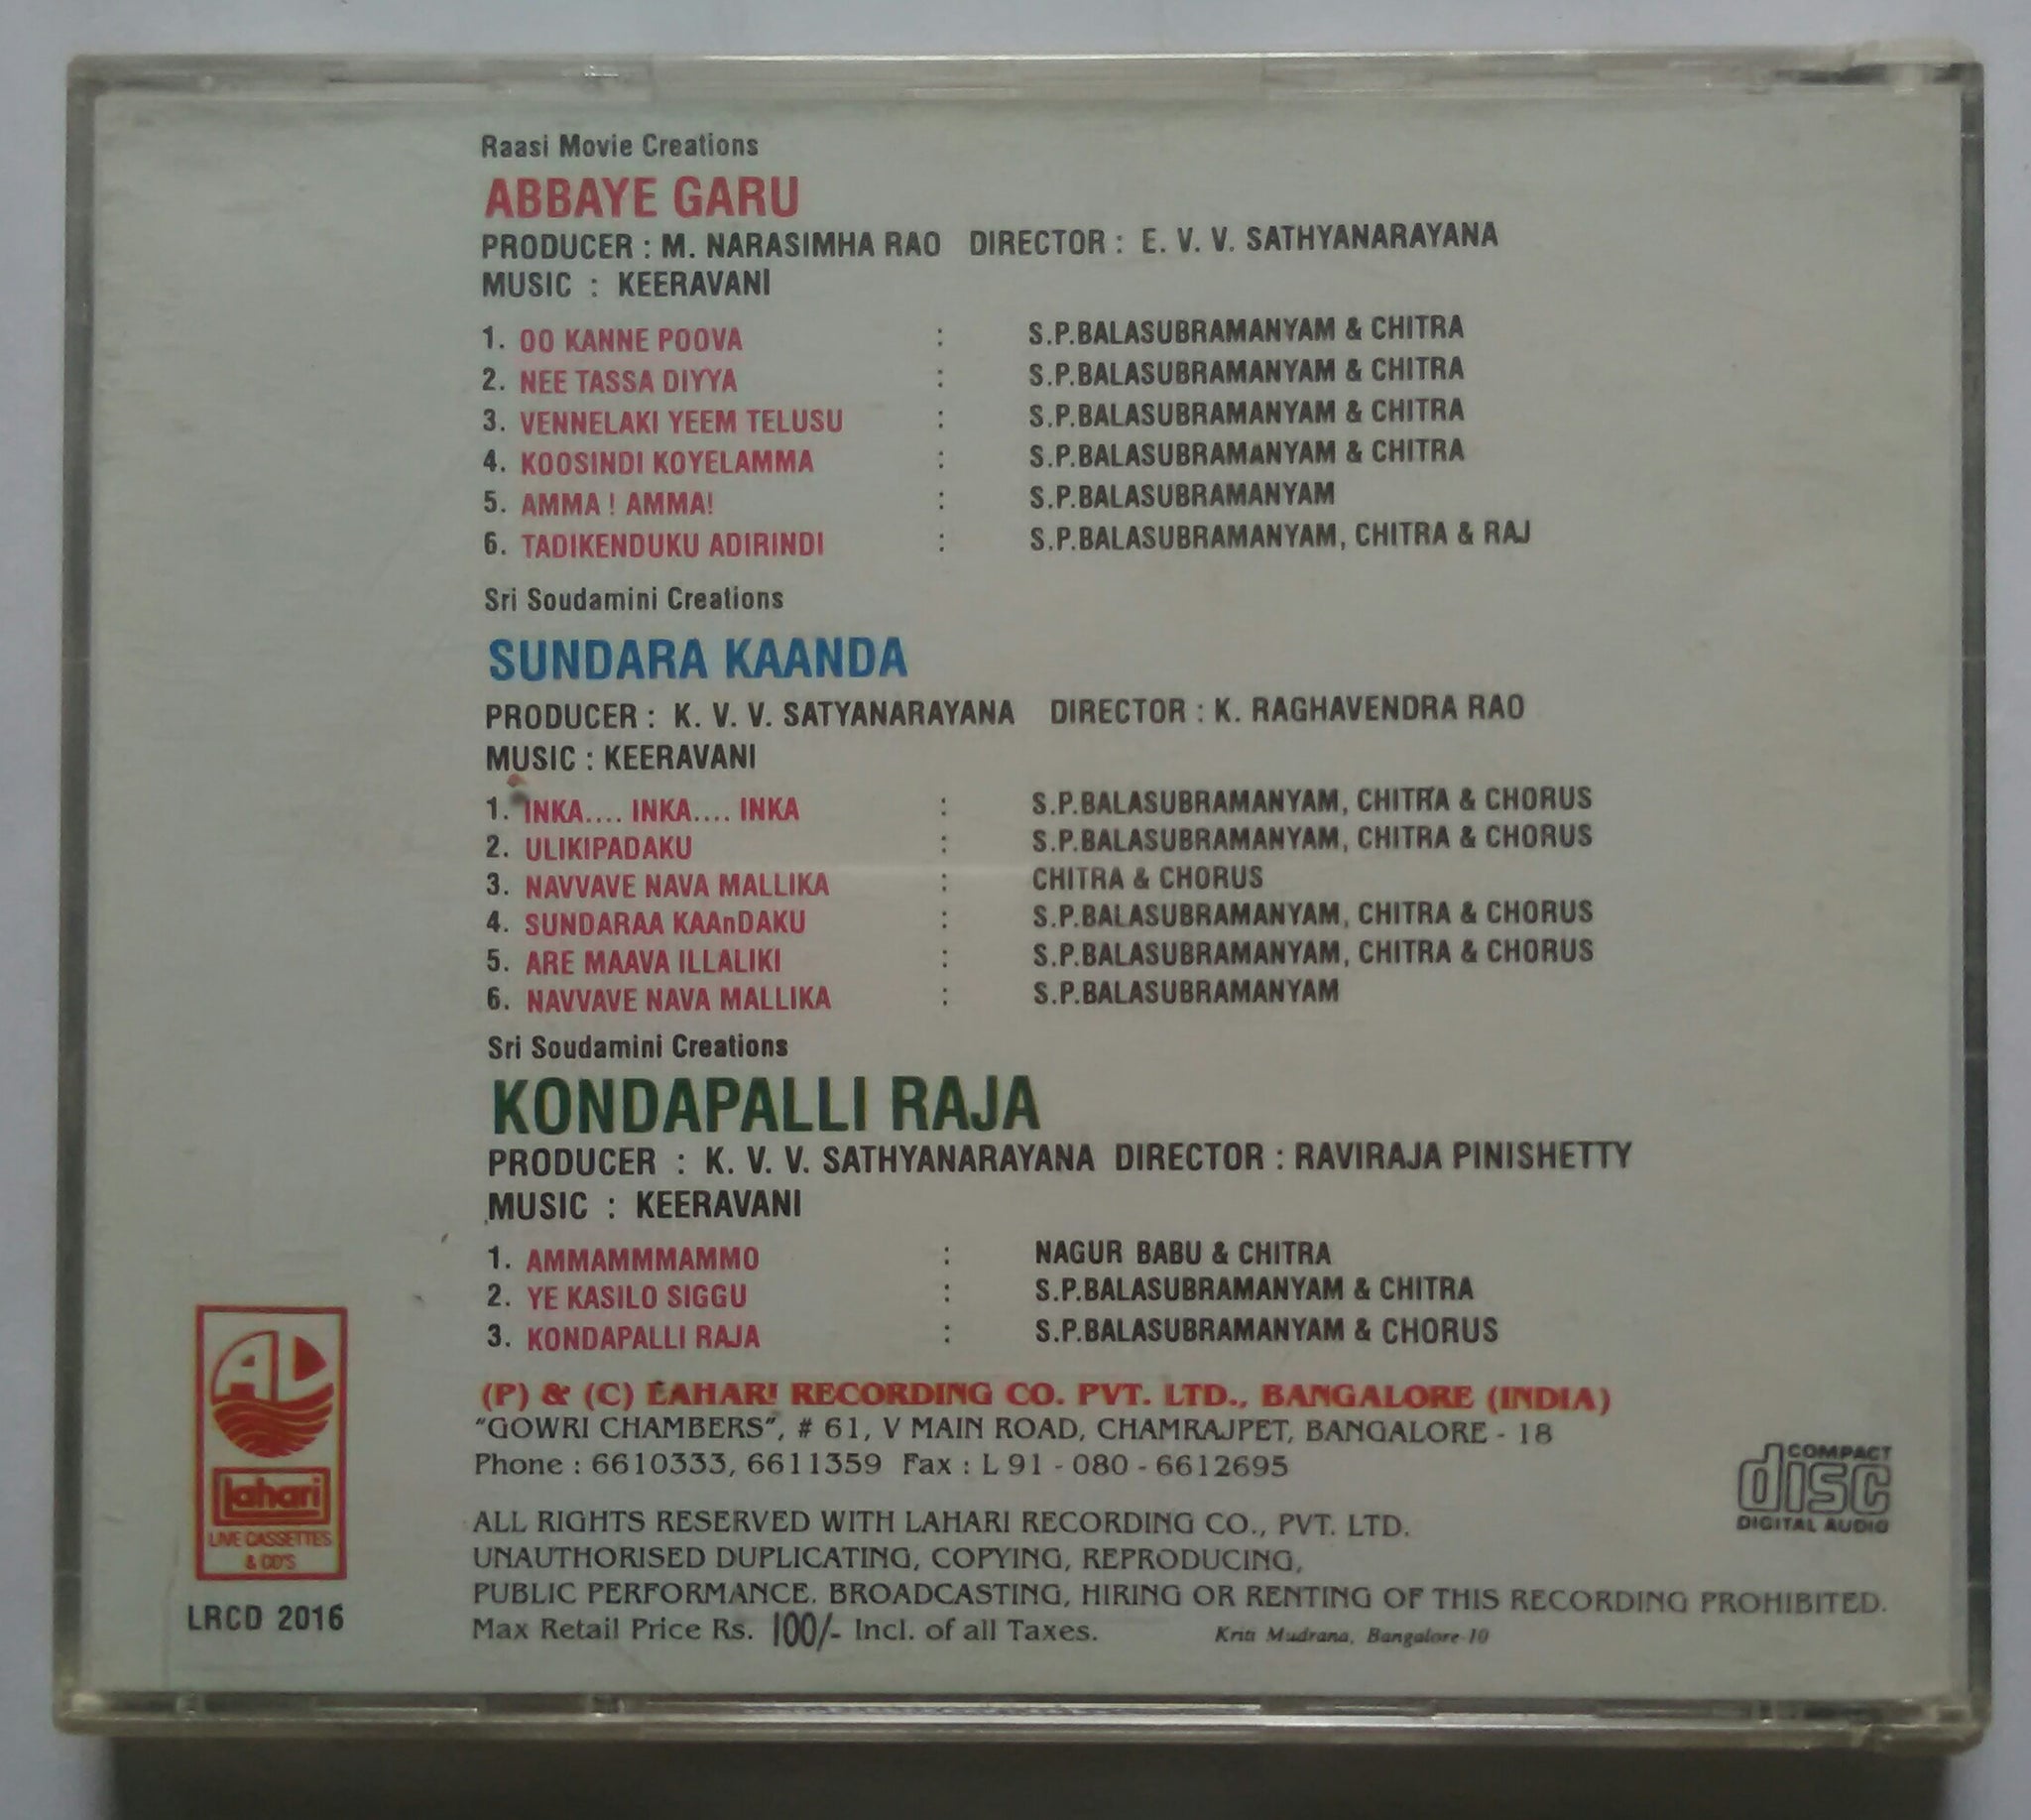 Raasi Movie Creations
ABBAYE GARU
PRODUCER : M. NARASIMHA RAO DIRECTOR : E. V. V. SATHYANARAYANA
MUSIC : KEERAVANI
1. OO KANNE POOVA : S.P.BALASUBRAMANYAM & CHITRA
2. NEE TASSA DIYYA : S.P.BALASUBRAMANYAM & CHITRA
3. VENNELAKI YEEM TELUSU : S.P.BALASUBRAMANYAM & CHITRA
4. KOOSINDI KOYELAMMA : S.P.BALASUBRAMANYAM & CHITRA
5. AMMA ! AMMA! : S.P.BALASUBRAMANYAM
6. TADIKENDUKU ADIRINDI : S.P.BALASUBRAMANYAM, CHITRA & RAJ
Sri Soudamini Creations
SUNDARA KAANDA
PRODUCER : K. V. V. SATYANARAYANA DIRECTOR : K. RAGHAVENDRA RAO
MUSIC : KEERAVANI
1. INKA.... INKA.... INKA : S.P.BALASUBRAMANYAM, CHITRA & CHORUS
2. ULIKIPADAKU : S.P.BALASUBRAMANYAM, CHITRA & CHORUS
3. NAVVAVE NAVA MALLIKA : CHITRA & CHORUS
4. SUNDARAA KAAnDAKU : S.P.BALASUBRAMANYAM, CHITRA & CHORUS
5. ARE MAAVA ILLALIKI : S.P.BALASUBRAMANYAM, CHITRA & CHORUS
6. NAVVAVE NAVA MALLIKA : S.P.BALASUBRAMANYAM
Sri Soudamini Creations
KONDAPALLI RAJA
PRODUCER : K. V. V. SATHYANARAYANA DIRECTOR : RAVIRAJA PINISHETTY
MUSIC : KEERAVANI
1. AMMAMMMAMMO : NAGUR BABU & CHITRA
2. YE KASILO SIGGU : S.P.BALASUBRAMANYAM & CHITRA
3. KONDAPALLI RAJA : S.P.BALASUBRAMANYAM & CHORUS
(P) & (C) LAHARI RECORDING CO. PVT. LTD., BANGALORE (INDIA)
"GOWRI CHAMBERS", # 61, V MAIN ROAD, CHAMRAJPET, BANGALORE - 18
Phone : 6610333, 6611359 Fax : L 91 - 080 - 6612695
ALL RIGHTS RESERVED WITH LAHARI RECORDING CO., PVT. LTD.
UNAUTHORISED DUPLICATING, COPYING, REPRODUCING,
PUBLIC PERFORMANCE. BROADCASTING, HIRING OR RENTING OF THIS RECORDING PROHIBITED.
Max Retail Price Rs. 100/- Incl. of all Taxes. Kriti Mudrana, Bangalore-10
lahari
LIVE CASSETTES
& CD'S
LRCD 2016
COMPACT
disc
DIGITAL AUDIO